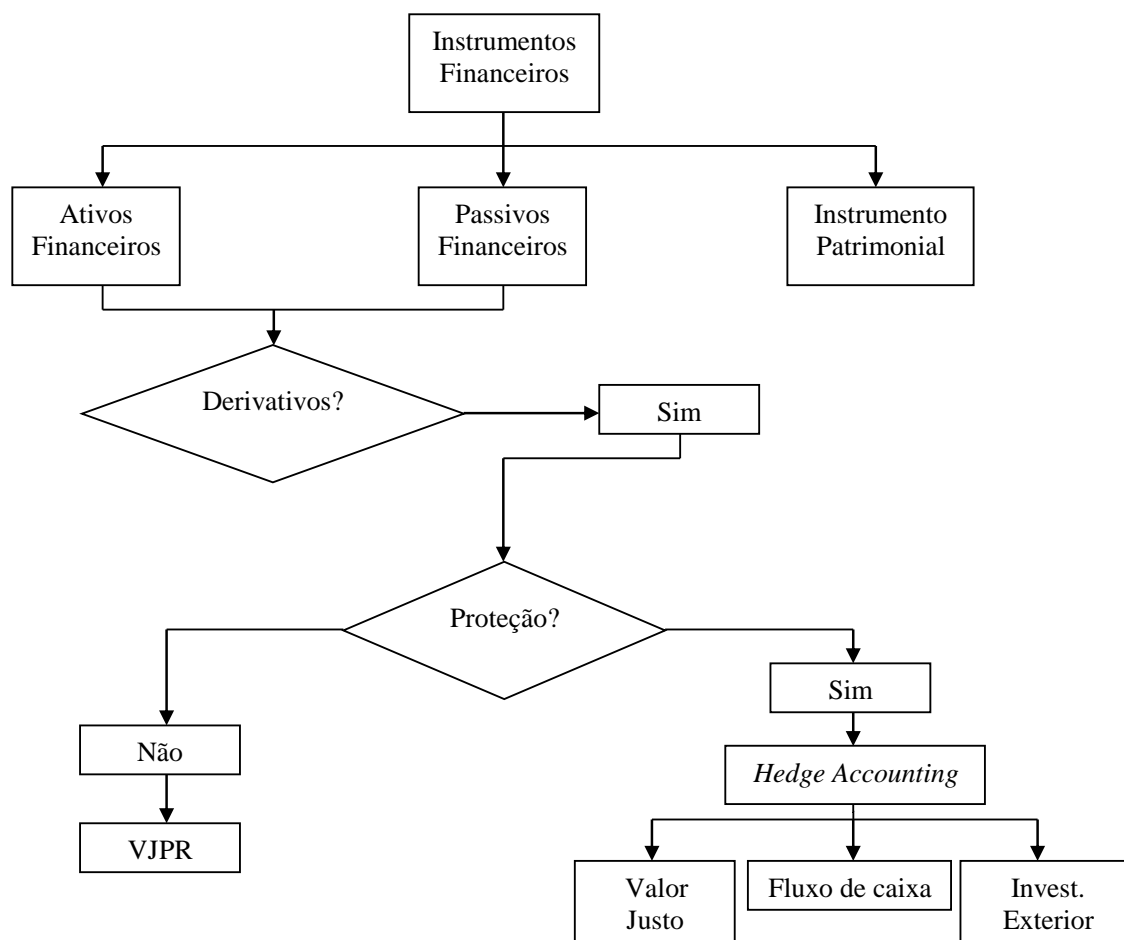 Instrumentos
Financeiros
Ativos
Financeiros
Passivos
Financeiros
Instrumento
Patrimonial
Derivativos?
Sim
Proteção?
Sim
Não
Hedge Accounting
VJPR
Valor
Justo
Fluxo de caixa
Invest.
Exterior